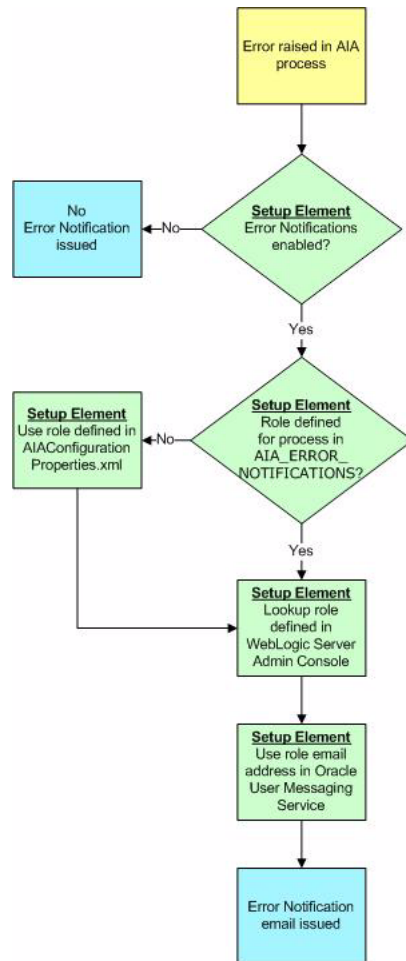 Error raised in AIA
process
Setup Element
Error Notifications
enabled?
No
No
Error Notification
issued
Yes
Setup Element
Role defined
for process in
AIA_ERROR_
NOTIFICATIONS?
No
Setup Element
Use role defined in
AIAConfiguration
Properties.xml
Yes
Setup Element
Lookup role
defined in
WebLogic Server
Admin Console
Setup Element
Use role email
address in Oracle
User Messaging
Service
Error Notification
email issued